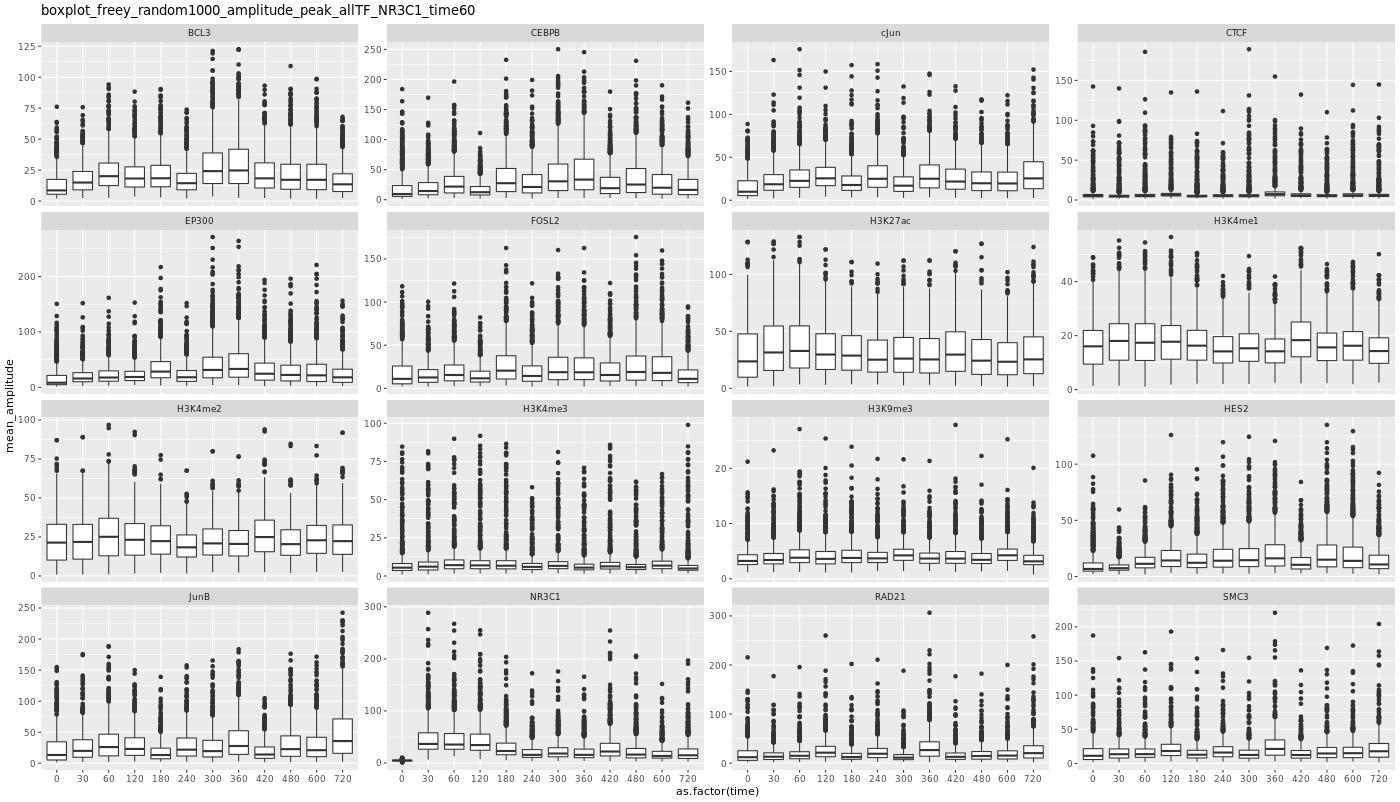 boxplot_freey_random1000_amplitude_peak_allTF_NR3C1_time60
BCL3
CEBPB
cJun
CTCF
125
100
75
50
25
0
250
200
150
100
50
0
150
100
50
0
150
100
50
0
EP300
FOSL2
H3K27ac
H3K4me1
200
100
0
150
100
50
0
100
50
0
40
20
0
mean_amplitude
H3K4me2
H3K4me3
H3K9me3
HES2
100
75
50
25
0
100
75
50
25
0
20
10
0
100
50
0
JunB
NR3C1
RAD21
SMC3
250
200
150
100
50
0
300
200
100
0
300
200
100
0
200
150
100
50
0
0 30 60 120 180 240 300 360 420 480 600 720
0 30 60 120 180 240 300 360 420 480 600 720
0 30 60 120 180 240 300 360 420 480 600 720
0 30 60 120 180 240 300 360 420 480 600 720
as.factor(time)